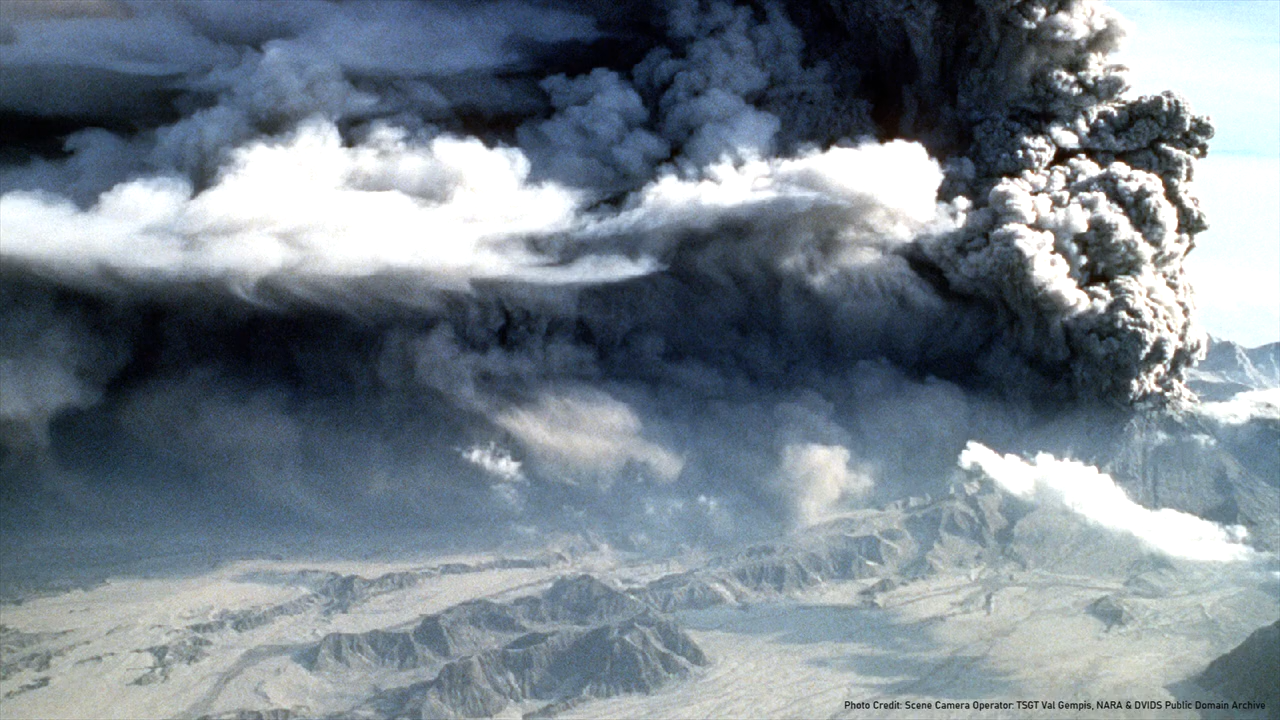 Photo Credit: Scene Camera Operator: TSGT Val Gempis, NARA & DVIDS Public Domain Archive